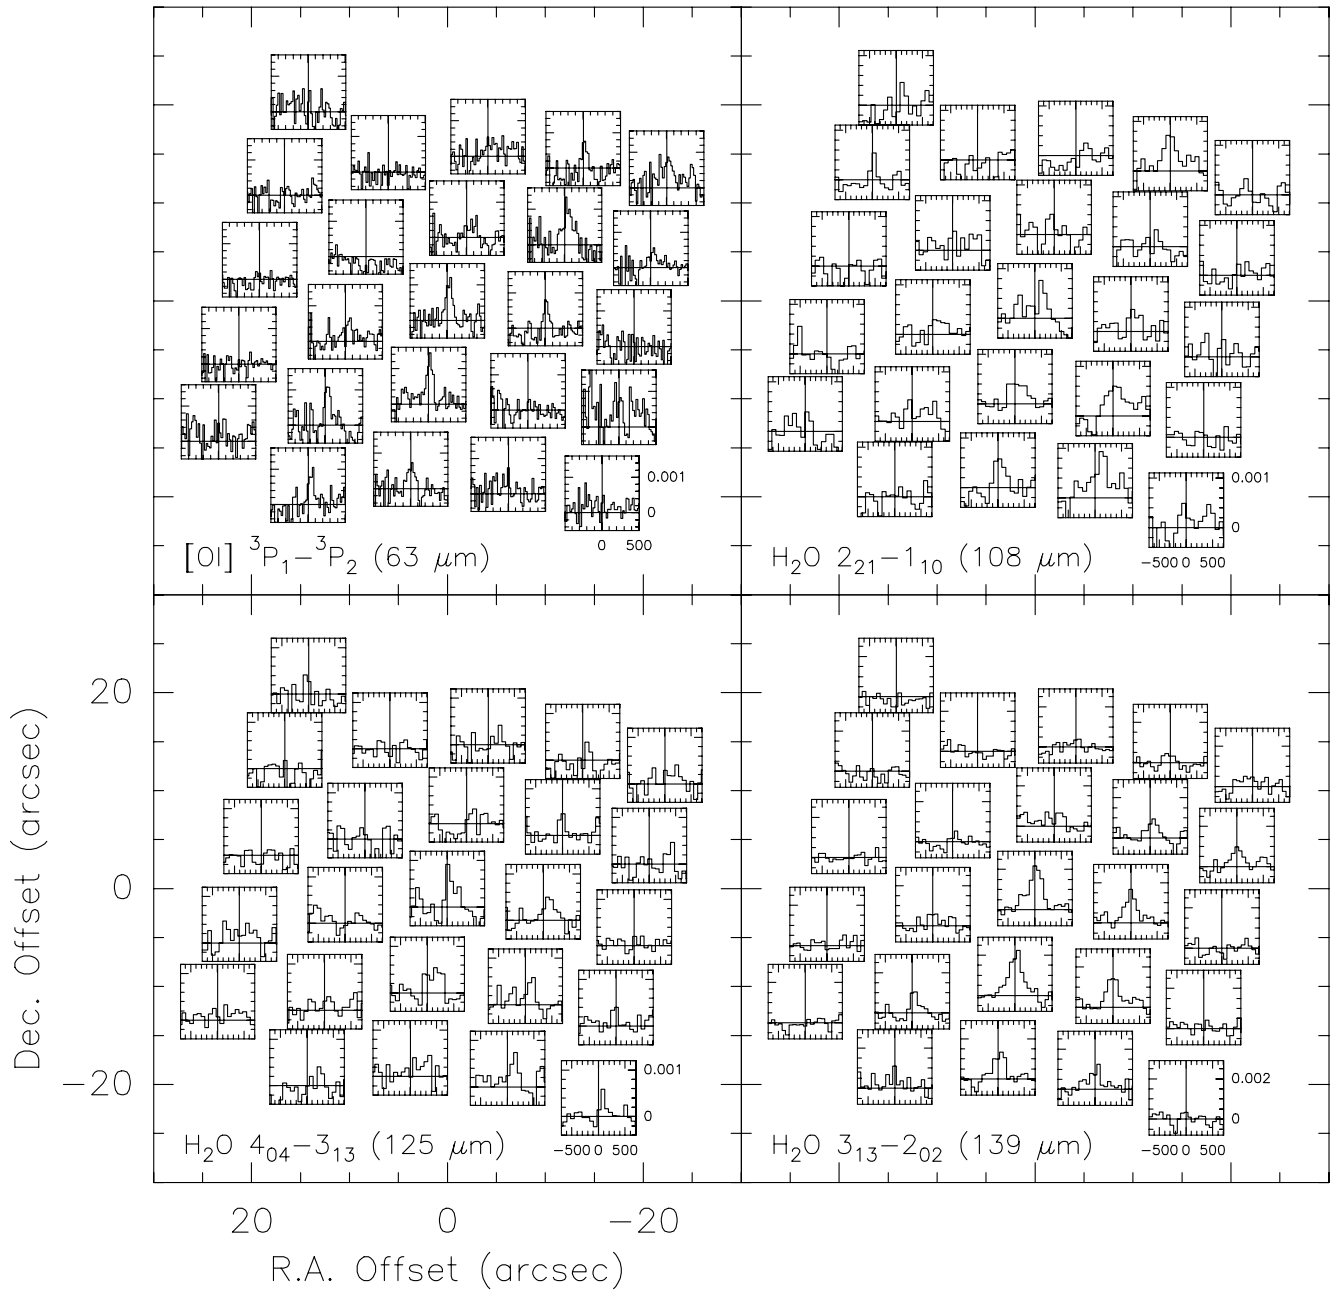 0.001
0
0 500
[OI] ³P₁−³P₂ (63 μm)
0.001
0
−500 0 500
H₂O 2₂₁−1₁₀ (108 μm)
20
0
−20
Dec. Offset (arcsec)
0.001
0
−500 0 500
H₂O 4₀₄−3₁₃ (125 μm)
0.002
0
−500 0 500
H₂O 3₁₃−2₀₂ (139 μm)
20 0 −20
R.A. Offset (arcsec)